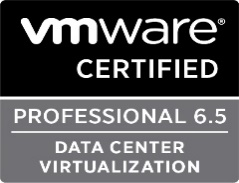 vmware®
CERTIFIED
PROFESSIONAL 6.5
DATA CENTER
VIRTUALIZATION